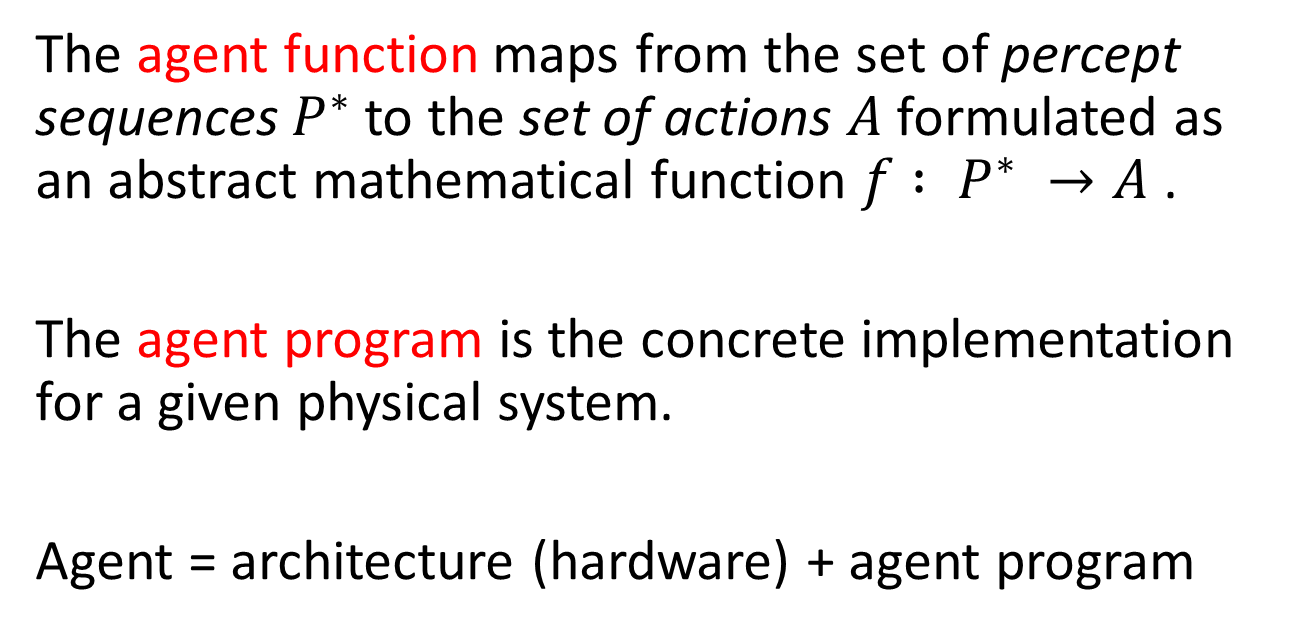 The agent function maps from the set of percept
sequences P* to the set of actions A formulated as
an abstract mathematical function f : P* → A .
The agent program is the concrete implementation
for a given physical system.
Agent = architecture (hardware) + agent program